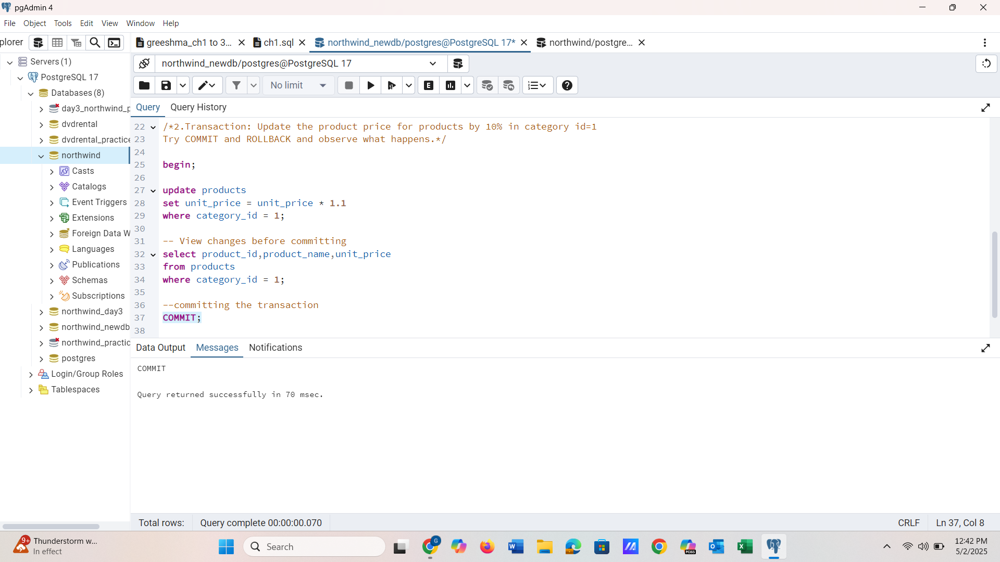 pgAdmin 4
File Object Tools Edit View Window Help
plorer
greeshma_ch1 to 3... ch1.sql northwind_newdb/postgres@PostgreSQL 17* northwind/postgre...
Servers (1)
PostgreSQL 17
Databases (8)
day3_northwind_p
dvdrental
dvdrental_practice
northwind
Casts
Catalogs
Event Triggers
Extensions
Foreign Data W
Languages
Publications
Schemas
Subscriptions
northwind_day3
northwind_newdb
northwind_practic
postgres
Login/Group Roles
Tablespaces
northwind_newdb/postgres@PostgreSQL 17
No limit
E
Query Query History
22 /*2.Transaction: Update the product price for products by 10% in category id=1
23 Try COMMIT and ROLLBACK and observe what happens.*/
24
25 begin;
26
27 update products
28 set unit_price = unit_price * 1.1
29 where category_id = 1;
30
31 -- View changes before committing
32 select product_id,product_name,unit_price
33 from products
34 where category_id = 1;
35
36 --committing the transaction
37 COMMIT;
38
Data Output Messages Notifications
COMMIT
Query returned successfully in 70 msec.
Total rows: Query complete 00:00:00.070 CRLF Ln 37, Col 8
9+
Thunderstorm w...
In effect
Search
G
W
M365
12:42 PM
5/2/2025